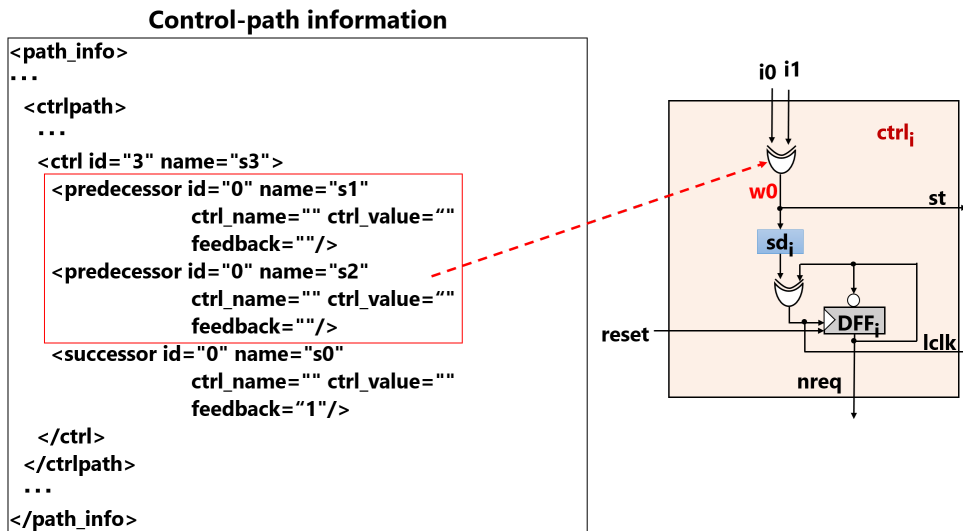 Control-path information
<path_info>
...
<ctrlpath>
...
<ctrl id="3" name="s3">
<predecessor id="0" name="s1"
ctrl_name="" ctrl_value=“"
feedback=""/>
<predecessor id="0" name="s2"
ctrl_name="" ctrl_value=“"
feedback=""/>
<successor id="0" name="s0"
ctrl_name="" ctrl_value=""
feedback=“1"/>
</ctrl>
</ctrlpath>
...
</path_info>
i0 i1
ctrli
w0
st
sdi
reset
DFFi
lclk
nreq